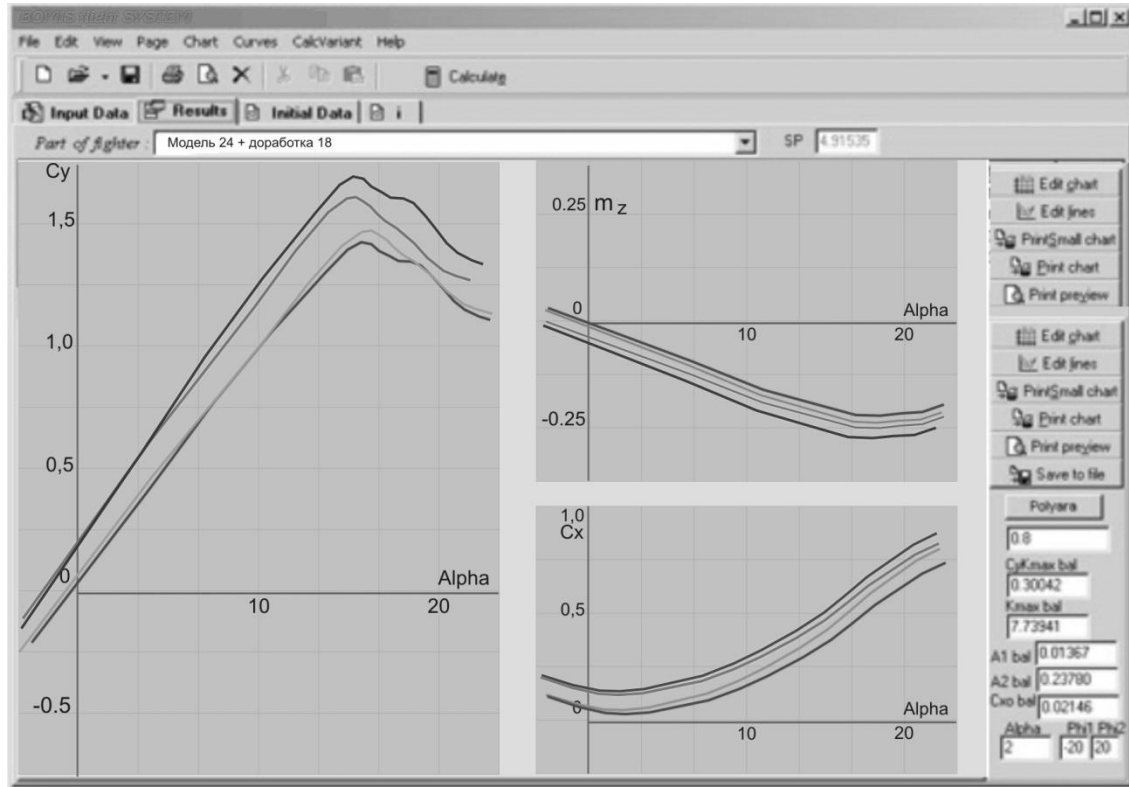 File Edit View Page Chart Curves CalcVariant Help
Calculate
Input Data Results Initial Data i
Part of fighter : Модель 24 + доработка 18 SP 4.91535
Cy
1,5
1,0
0,5
0
-0.5
Alpha
10 20
0.25 m z
0
Alpha
10 20
-0.25
1,0
Cx
0,5
0
Alpha
10 20
Edit chart
Edit lines
PrintSmall chart
Print chart
Print preview
Edit chart
Edit lines
PrintSmall chart
Print chart
Print preview
Save to file
Polyara
0.8
CyKmax bal
0.30042
Kmax bal
7.73941
A1 bal 0.01367
A2 bal 0.23780
Cxo bal 0.02146
Alpha Phi1 Phi2
2 -20 20